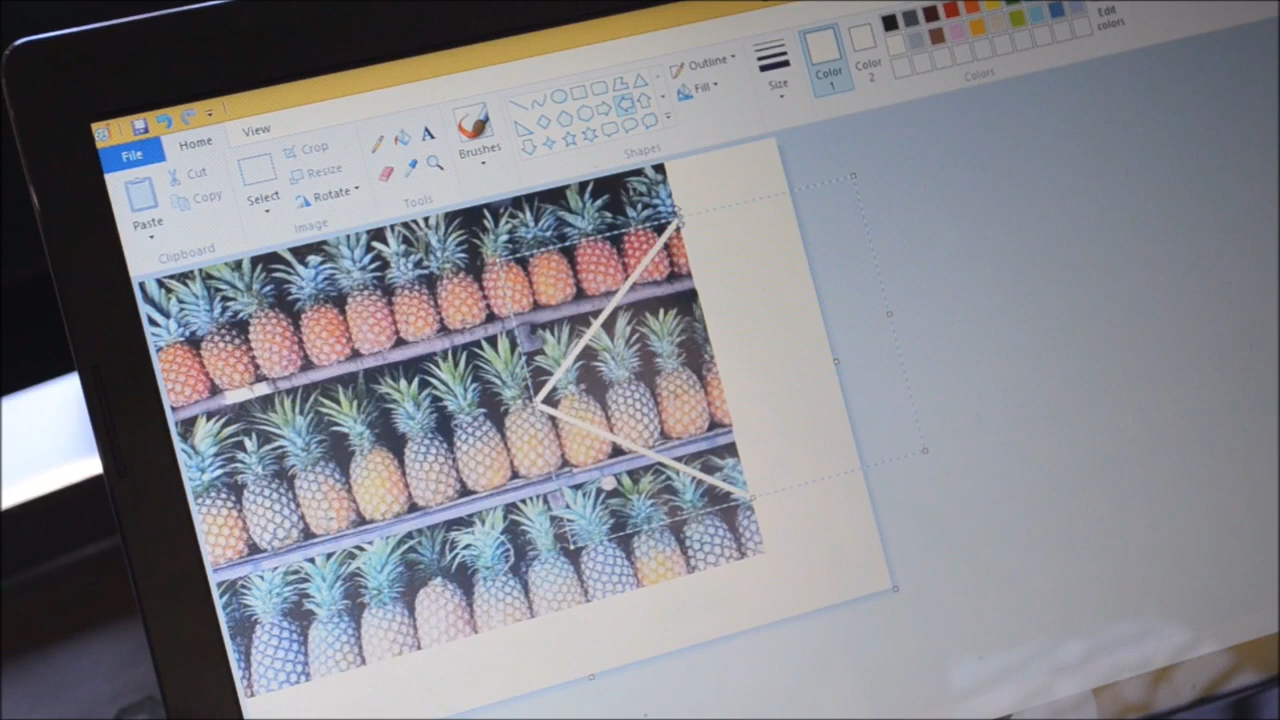 File
Home
View
Paste
Cut
Copy
Clipboard
Select
Crop
Resize
Rotate
Image
A
Tools
Brushes
Shapes
Outline
Fill
Size
Color
1
Color
2
Colors
Edit
colors